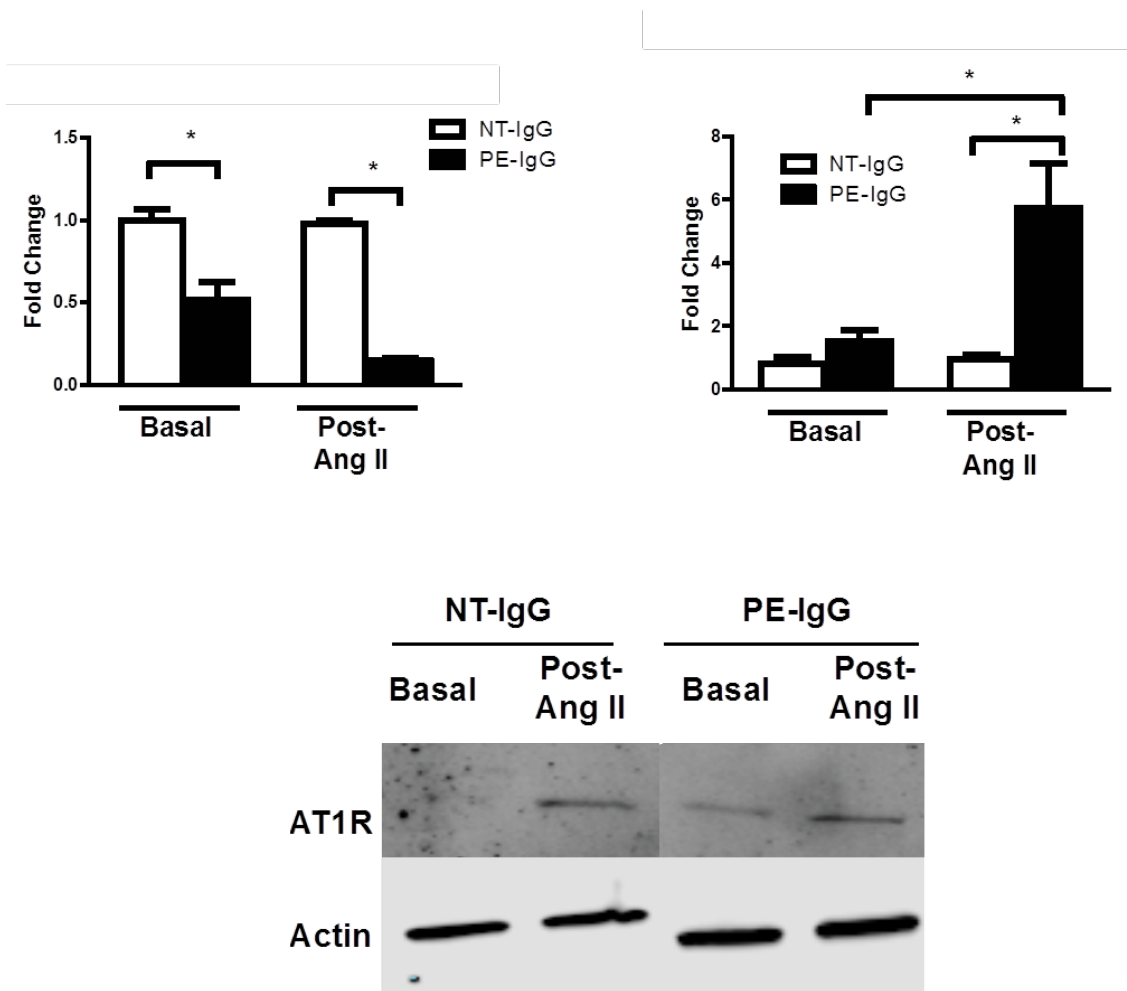 *
NT-IgG
PE-IgG
*
*
1.5
1.0
0.5
0.0
Fold Change
Basal
Post-
Ang II
*
*
NT-IgG
PE-IgG
8
6
4
2
0
Fold Change
Basal
Post-
Ang II
NT-IgG
PE-IgG
Basal
Post-
Ang II
Basal
Post-
Ang II
AT1R
Actin